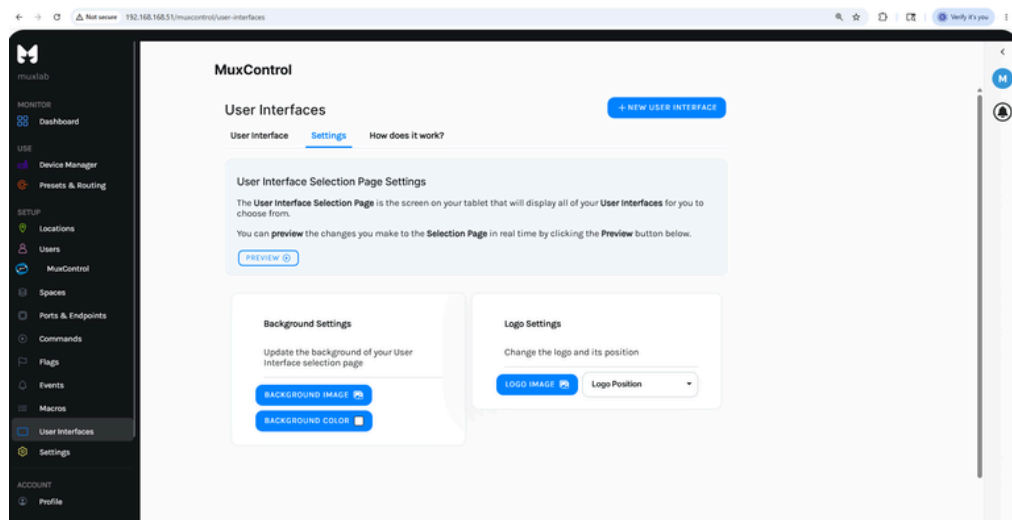 Not secure 192.168.168.51/muxcontrol/user-interfaces
Verify it's you
muxlab
MONITOR
Dashboard
USE
Device Manager
Presets & Routing
SETUP
Locations
Users
MuxControl
Spaces
Ports & Endpoints
Commands
Flags
Events
Macros
User Interfaces
Settings
ACCOUNT
Profile
MuxControl
User Interfaces
+ NEW USER INTERFACE
User Interface Settings How does it work?
User Interface Selection Page Settings
The User Interface Selection Page is the screen on your tablet that will display all of your User Interfaces for you to
choose from.
You can preview the changes you make to the Selection Page in real time by clicking the Preview button below.
PREVIEW
Background Settings
Update the background of your User
Interface selection page
BACKGROUND IMAGE
BACKGROUND COLOR
Logo Settings
Change the logo and its position
LOGO IMAGE Logo Position
M